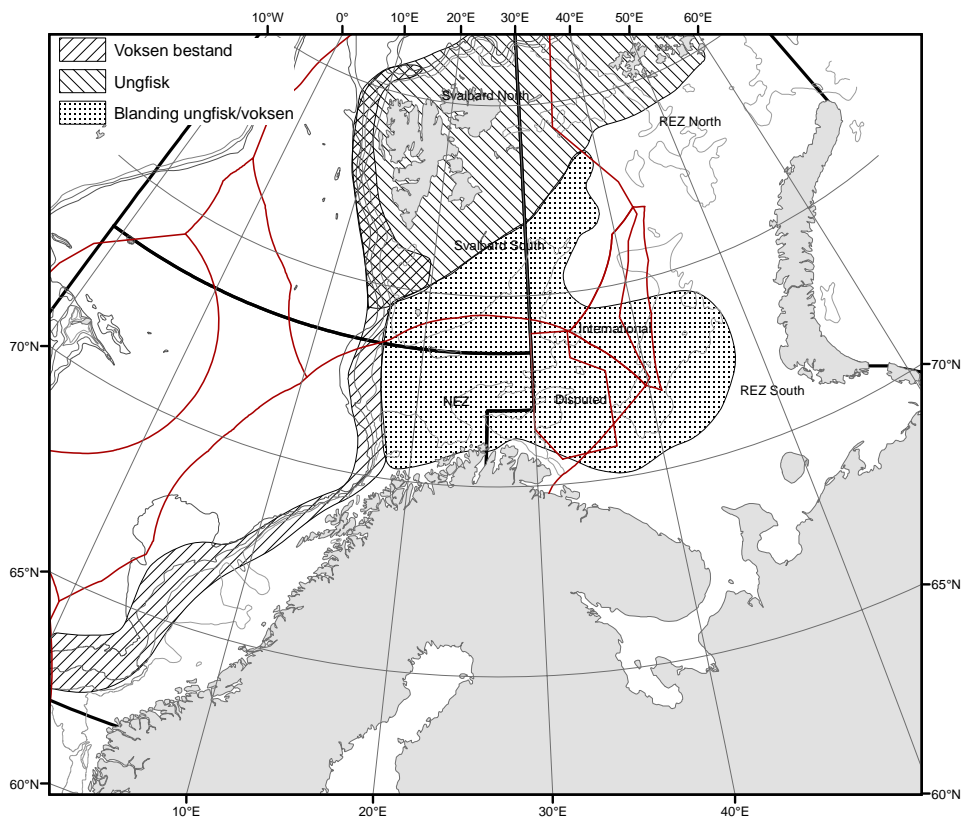 10°W 0° 10°E 20°E 30°E 40°E 50°E 60°E
Voksen bestand
Ungfisk
Blanding ungfisk/voksen
Svalbard North
REZ North
Svalbard South
International
70°N
70°N
REZ South
NEZ
Disputed
65°N
65°N
60°N
60°N
10°E 20°E 30°E 40°E